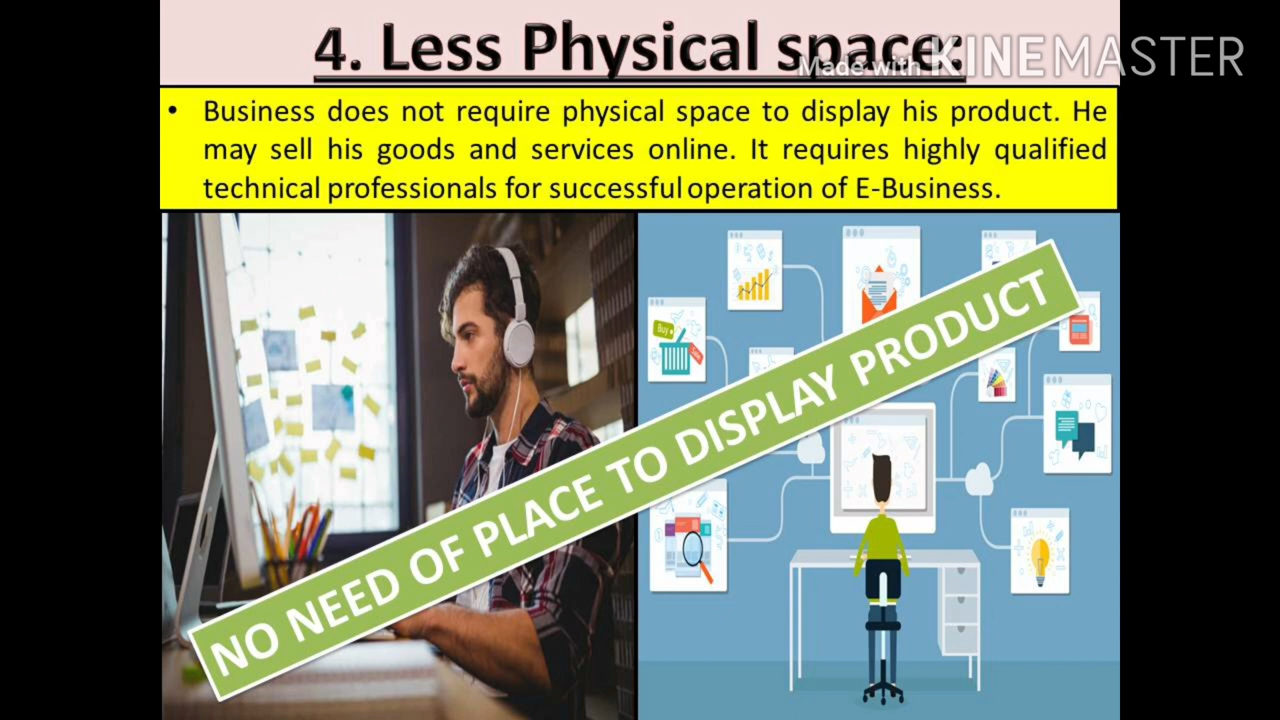 4. Less Physical space:
Made with KINEMASTER
• Business does not require physical space to display his product. He
may sell his goods and services online. It requires highly qualified
technical professionals for successful operation of E-Business.
Buy
NO NEED OF PLACE TO DISPLAY PRODUCT